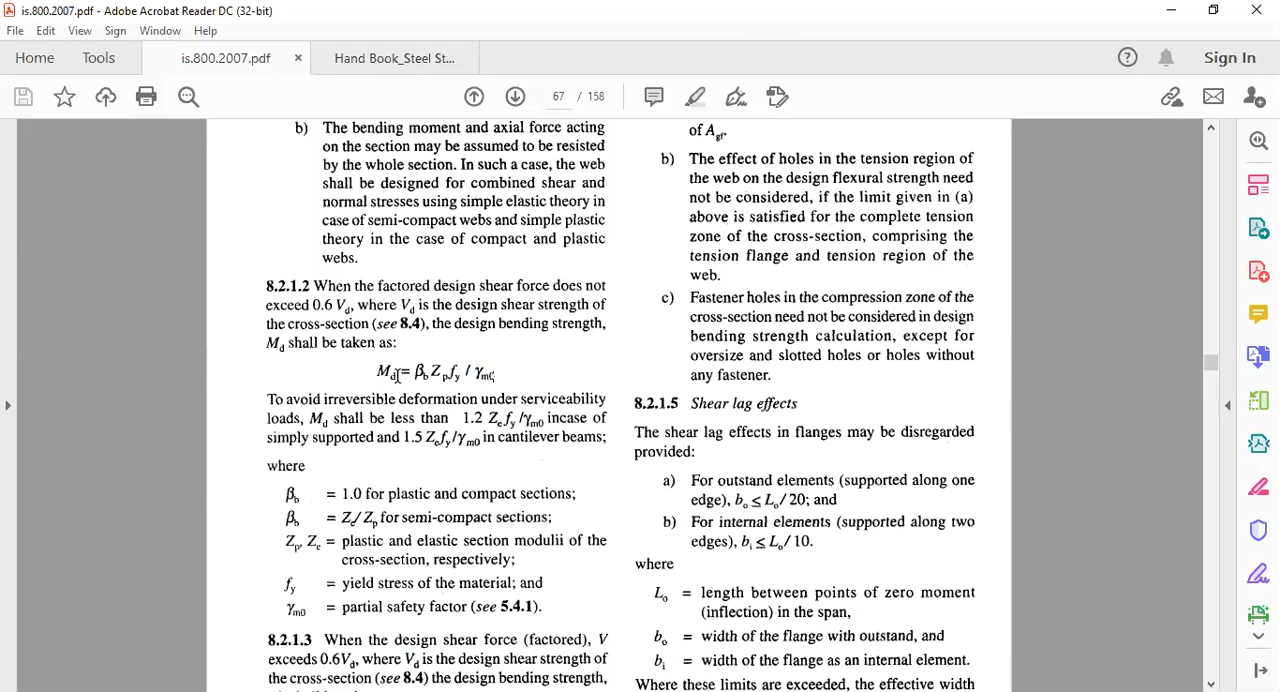 is.800.2007.pdf - Adobe Acrobat Reader DC (32-bit)
File Edit View Sign Window Help
Home Tools is.800.2007.pdf × Hand Book_Steel St... ? Sign In
67 / 158
b) The bending moment and axial force acting
on the section may be assumed to be resisted
by the whole section. In such a case, the web
shall be designed for combined shear and
normal stresses using simple elastic theory in
case of semi-compact webs and simple plastic
theory in the case of compact and plastic
webs.
8.2.1.2 When the factored design shear force does not
exceed 0.6 Vd, where Vd is the design shear strength of
the cross-section (see 8.4), the design bending strength,
Md shall be taken as:
Md = βb Zp fy / γm0
To avoid irreversible deformation under serviceability
loads, Md shall be less than 1.2 Ze fy /γm0 incase of
simply supported and 1.5 Ze fy/γm0 in cantilever beams;
where
βb = 1.0 for plastic and compact sections;
βb = Ze/ Zp for semi-compact sections;
Zp, Ze = plastic and elastic section modulii of the
cross-section, respectively;
fy = yield stress of the material; and
γm0 = partial safety factor (see 5.4.1).
8.2.1.3 When the design shear force (factored), V
exceeds 0.6Vd, where Vd is the design shear strength of
the cross-section (see 8.4) the design bending strength,
of Agf.
b) The effect of holes in the tension region of
the web on the design flexural strength need
not be considered, if the limit given in (a)
above is satisfied for the complete tension
zone of the cross-section, comprising the
tension flange and tension region of the
web.
c) Fastener holes in the compression zone of the
cross-section need not be considered in design
bending strength calculation, except for
oversize and slotted holes or holes without
any fastener.
8.2.1.5 Shear lag effects
The shear lag effects in flanges may be disregarded
provided:
a) For outstand elements (supported along one
edge), bo ≤ Lo / 20; and
b) For internal elements (supported along two
edges), bi ≤ Lo / 10.
where
Lo = length between points of zero moment
(inflection) in the span,
bo = width of the flange with outstand, and
bi = width of the flange as an internal element.
Where these limits are exceeded, the effective width